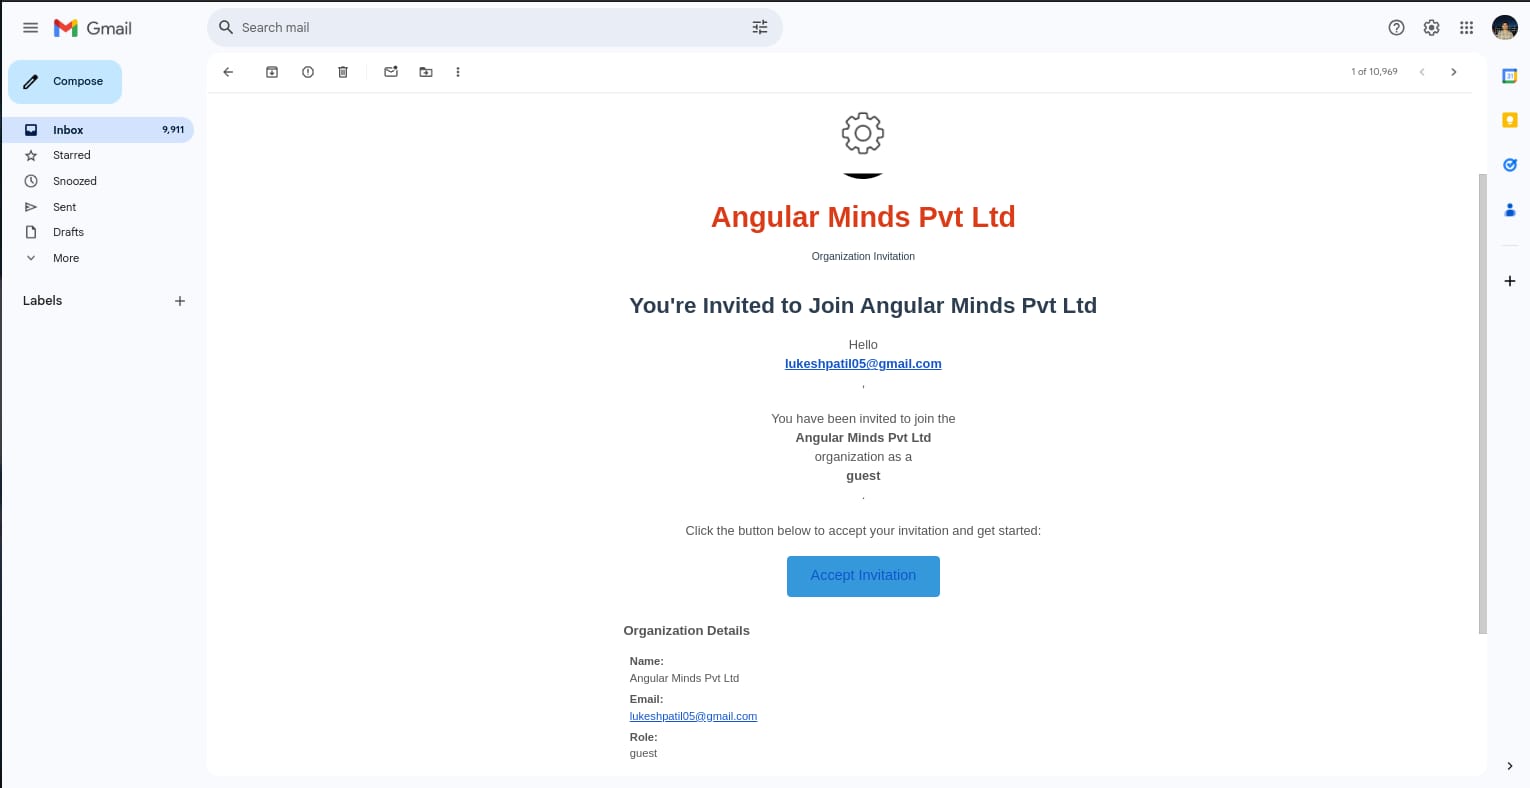 Gmail
Search mail
Compose
1 of 10,969
Inbox 9,911
Starred
Snoozed
Sent
Drafts
More
Labels
Angular Minds Pvt Ltd
Organization Invitation
You're Invited to Join Angular Minds Pvt Ltd
Hello
lukeshpatil05@gmail.com
,
You have been invited to join the
Angular Minds Pvt Ltd
organization as a
guest
.
Click the button below to accept your invitation and get started:
Accept Invitation
Organization Details
Name:
Angular Minds Pvt Ltd
Email:
lukeshpatil05@gmail.com
Role:
guest